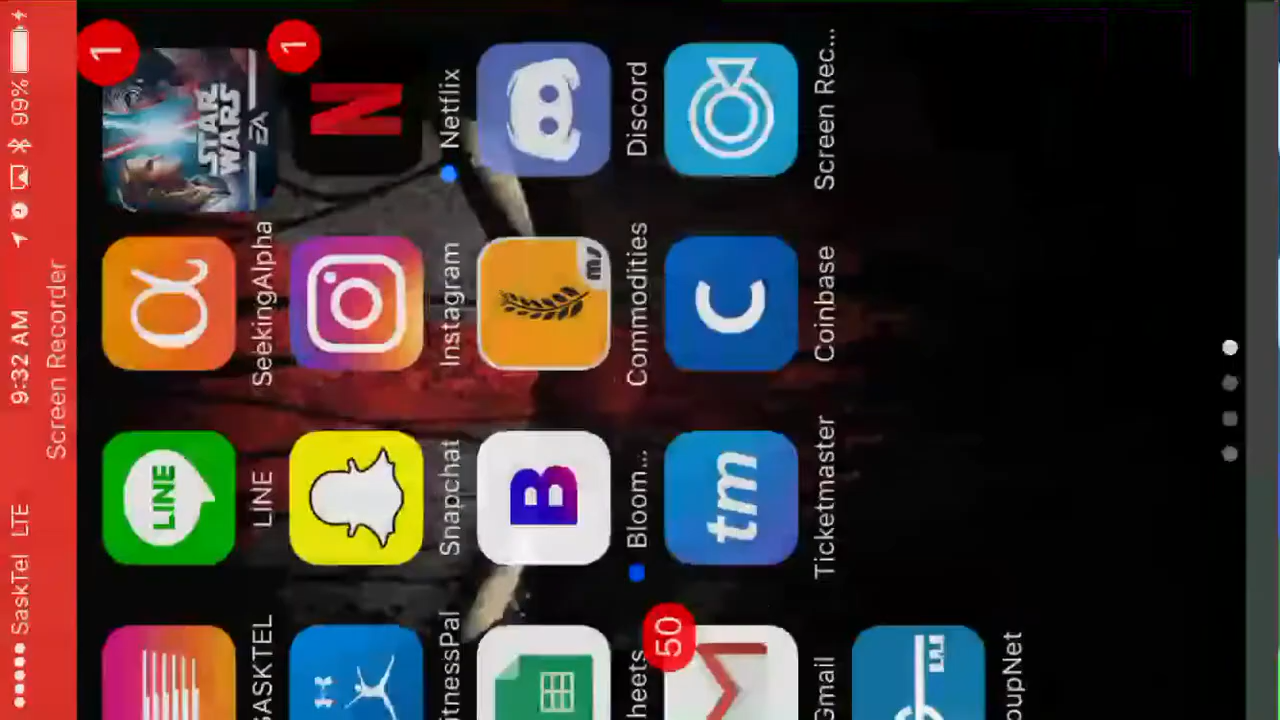 ●●●●● SaskTel LTE 9:32 AM 99%
Screen Recorder
1
STAR WARS
EA
SASKTEL
LINE
LINE
α
SeekingAlpha
1
itnessPal
Snapchat
Instagram
N
Netflix
heets
B
Bloom...
m/
Commodities
Discord
50
Gmail
tm
Ticketmaster
C
Coinbase
Screen Rec...
oupNet